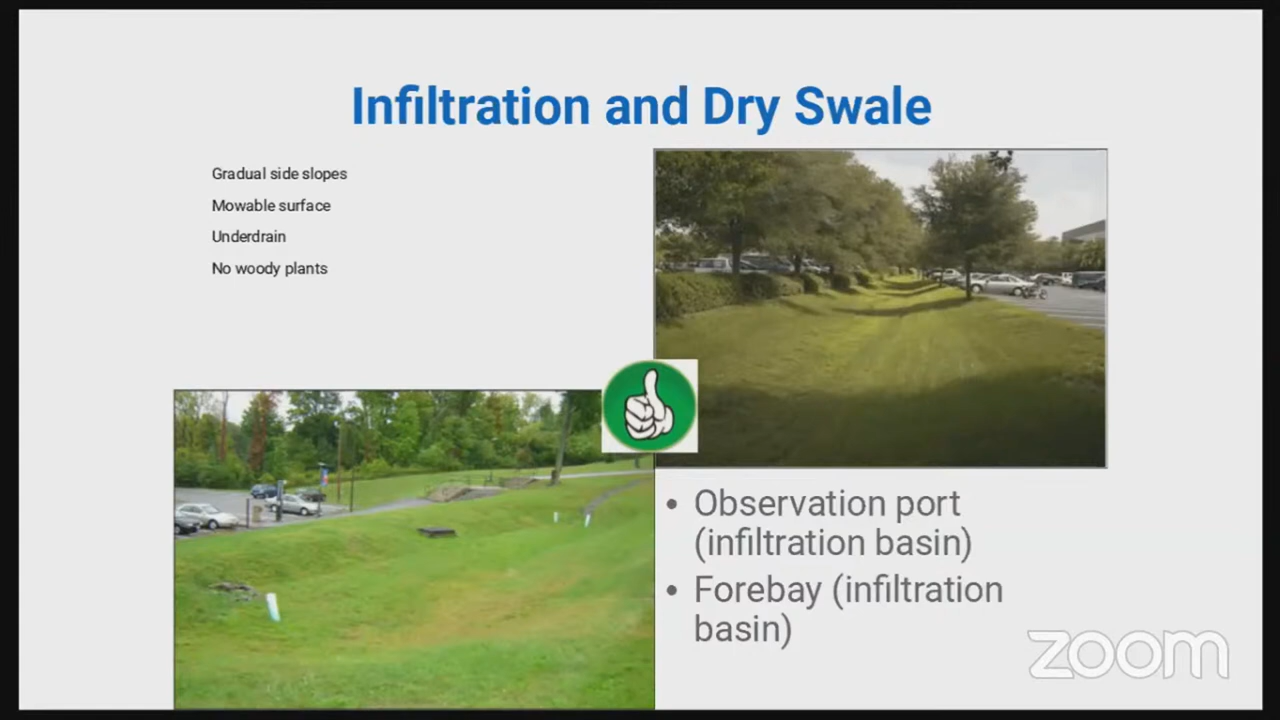 Infiltration and Dry Swale
Gradual side slopes
Movable surface
Underdrain
No woody plants
• Observation port
(infiltration basin)
• Forebay (infiltration
basin)
zoom